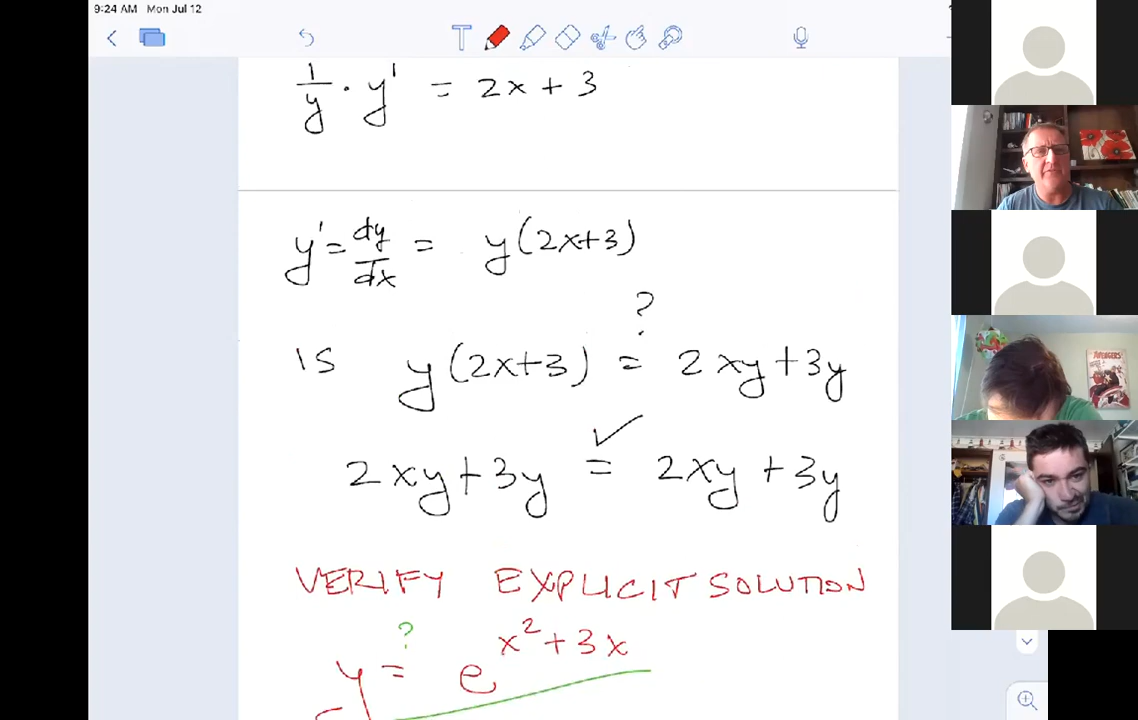 9:24 AM Mon Jul 12
1/y · y' = 2x + 3
y' = dy/dx = y(2x+3)
?
IS y(2x+3) = 2xy+3y
✓
2xy+3y = 2xy+3y
VERIFY EXPLICIT SOLUTION
?
y = e^{x^2+3x}